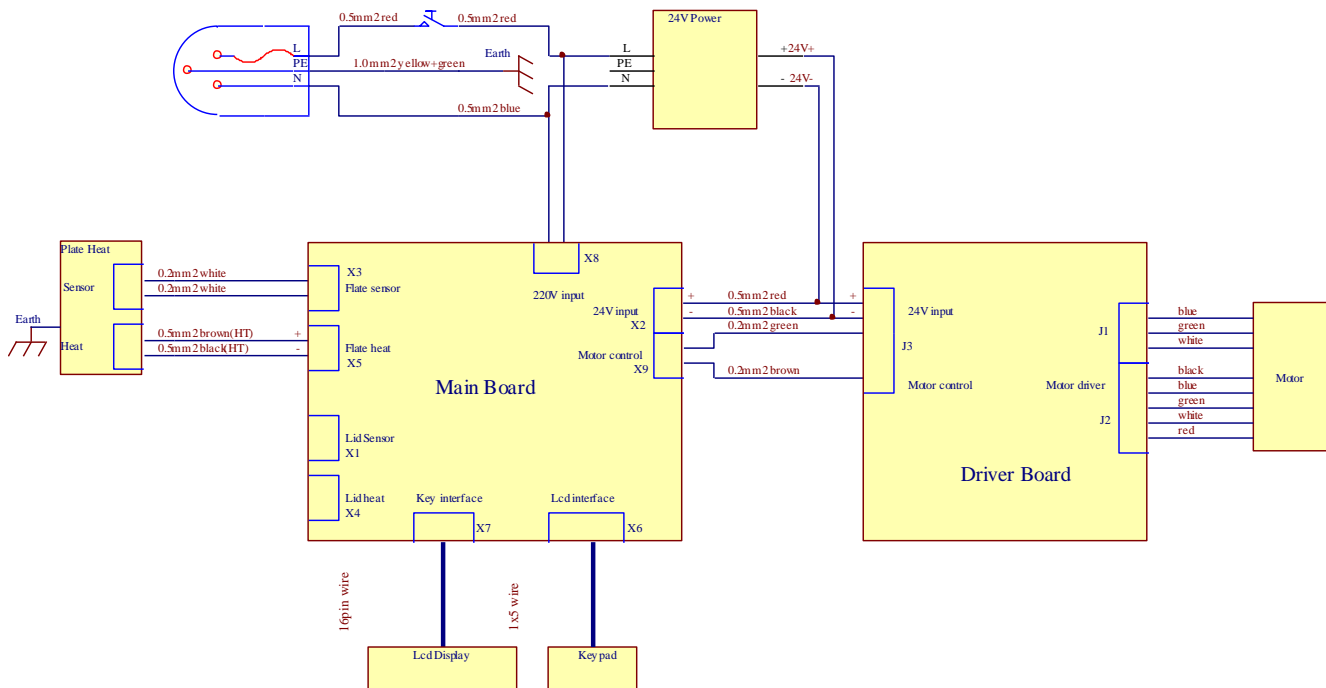 0.5mm2 red
0.5mm2 red
24V Power
L
PE
N
1.0mm2 yellow+green
Earth
0.5mm2 blue
L
PE
N
+24V+
- 24V-
Plate Heat
Sensor
Heat
Earth
0.2mm2 white
0.2mm2 white
0.5mm2 brown(HT)
+
0.5mm2 black(HT)
-
X3
Flate sensor
Flate heat
X5
Lid Sensor
X1
Lid heat
X4
Main Board
X8
220V input
24V input
X2
Motor control
X9
Key interface
X7
Lcd interface
X6
+
0.5mm2 red
+
-
0.5mm2 black
-
0.2mm2 green
0.2mm2 brown
24V input
J3
Motor control
Driver Board
J1
Motor driver
J2
blue
green
white
black
blue
green
white
red
Motor
16pin wire
1x5 wire
Lcd Display
Keypad